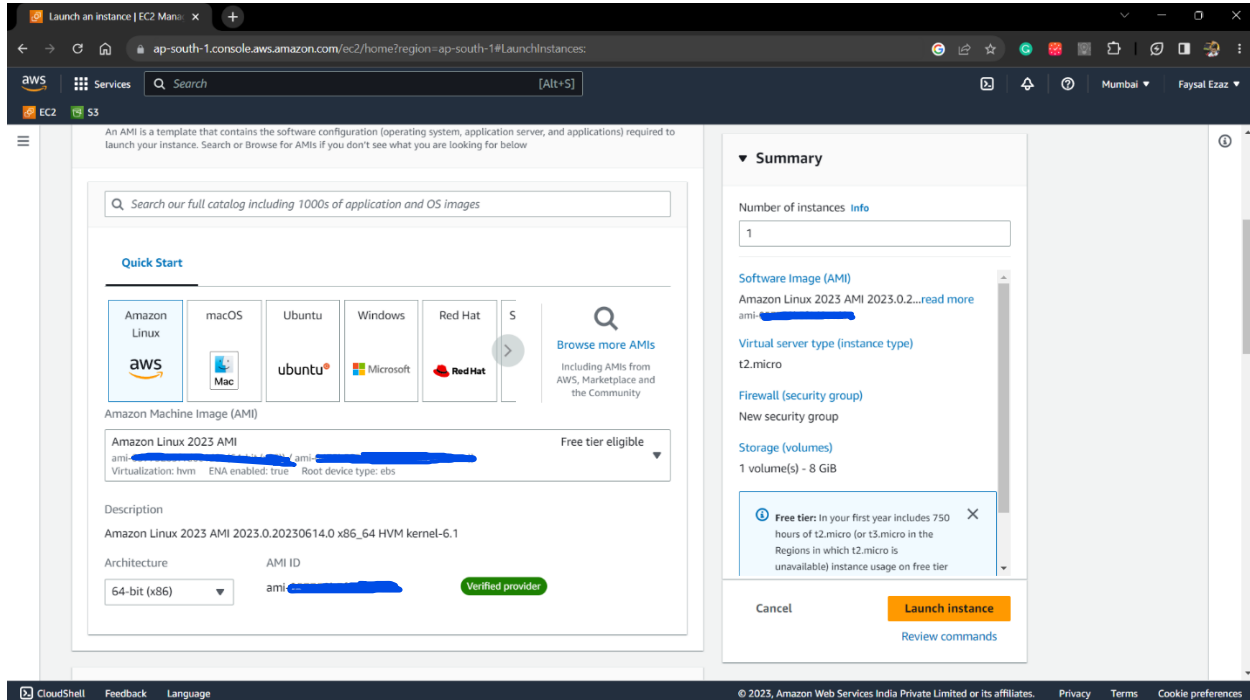 Launch an instance | EC2 Mana
ap-south-1.console.aws.amazon.com/ec2/home?region=ap-south-1#LaunchInstances:
aws
Services
Search
[Alt+S]
Mumbai
Faysal Ezaz
EC2
S3
An AMI is a template that contains the software configuration (operating system, application server, and applications) required to
launch your instance. Search or Browse for AMIs if you don't see what you are looking for below
Search our full catalog including 1000s of application and OS images
Quick Start
Amazon
Linux
aws
macOS
Mac
Ubuntu
ubuntu
Windows
Microsoft
Red Hat
Red Hat
S
Browse more AMIs
Including AMIs from
AWS, Marketplace and
the Community
Amazon Machine Image (AMI)
Amazon Linux 2023 AMI
Free tier eligible
ami- / ami-
Virtualization: hvm ENA enabled: true Root device type: ebs
Description
Amazon Linux 2023 AMI 2023.0.20230614.0 x86_64 HVM kernel-6.1
Architecture
AMI ID
64-bit (x86)
ami-
Verified provider
Summary
Number of instances Info
1
Software Image (AMI)
Amazon Linux 2023 AMI 2023.0.2...read more
ami-
Virtual server type (instance type)
t2.micro
Firewall (security group)
New security group
Storage (volumes)
1 volume(s) - 8 GiB
Free tier: In your first year includes 750
hours of t2.micro (or t3.micro in the
Regions in which t2.micro is
unavailable) instance usage on free tier
Cancel
Launch instance
Review commands
CloudShell
Feedback
Language
© 2023, Amazon Web Services India Private Limited or its affiliates.
Privacy
Terms
Cookie preferences